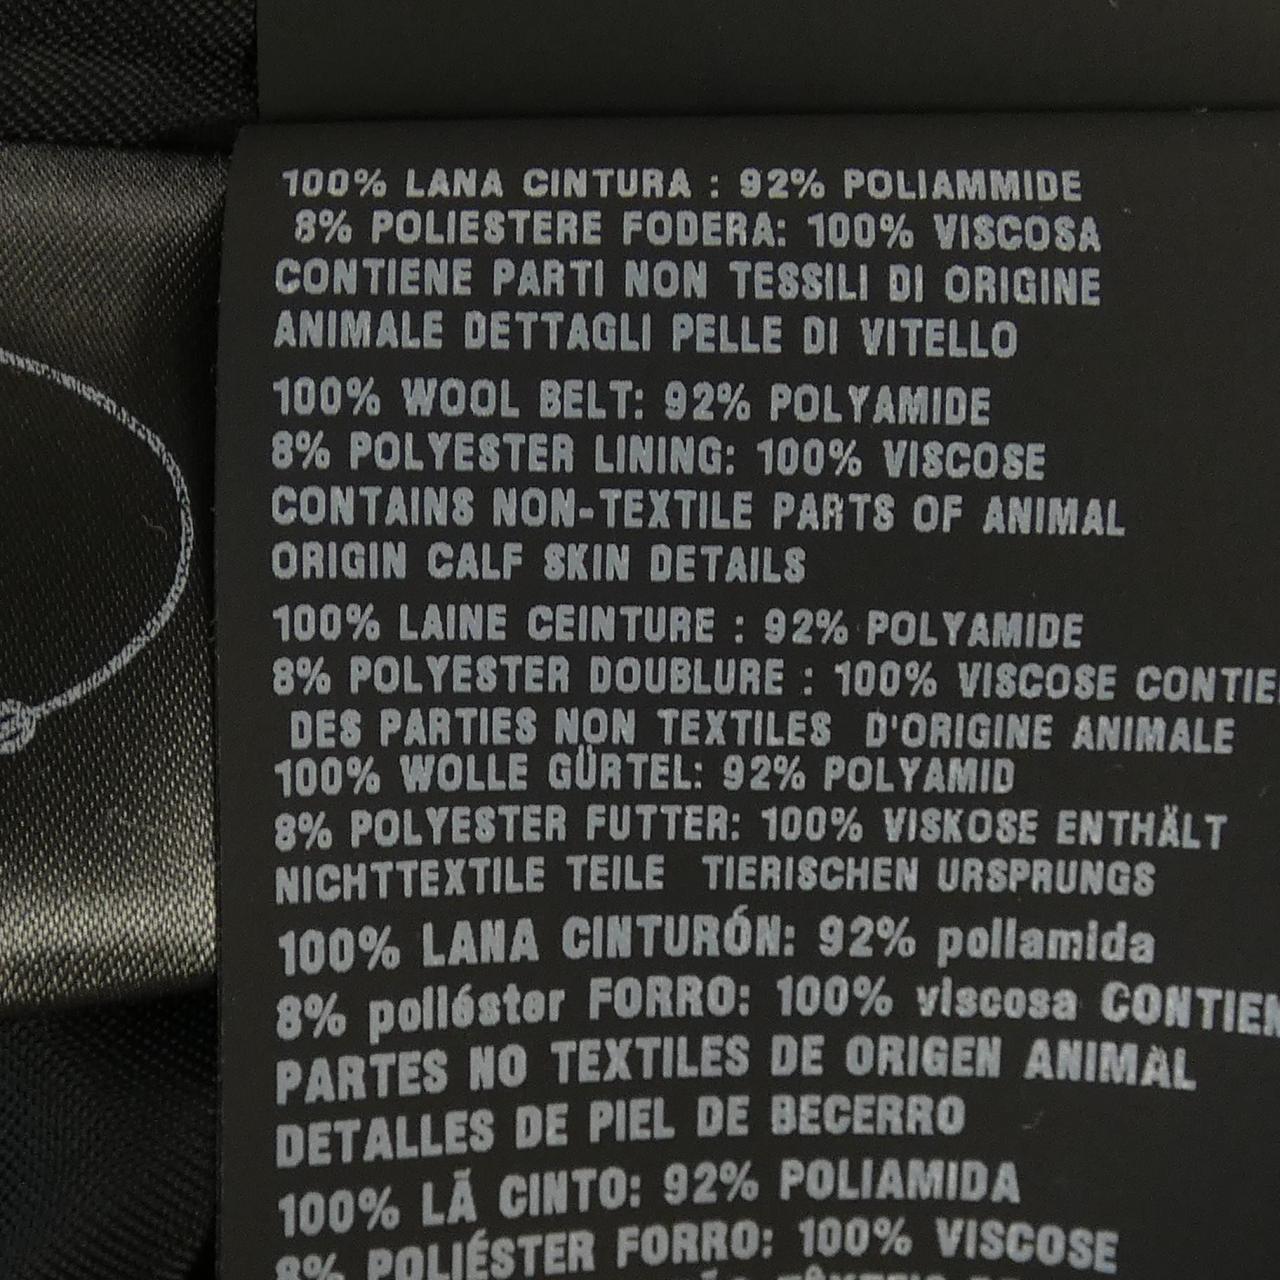 100% LANA CINTURA : 92% POLIAMMIDE
8% POLIESTERE FODERA: 100% VISCOSA
CONTIENE PARTI NON TESSILI DI ORIGINE
ANIMALE DETTAGLI PELLE DI VITELLO
100% WOOL BELT: 92% POLYAMIDE
8% POLYESTER LINING: 100% VISCOSE
CONTAINS NON-TEXTILE PARTS OF ANIMAL
ORIGIN CALF SKIN DETAILS
100% LAINE CEINTURE : 92% POLYAMIDE
8% POLYESTER DOUBLURE : 100% VISCOSE CONTIE
DES PARTIES NON TEXTILES D'ORIGINE ANIMALE
100% WOLLE GÜRTEL: 92% POLYAMID
8% POLYESTER FUTTER: 100% VISKOSE ENTHÄLT
NICHTTEXTILE TEILE TIERISCHEN URSPRUNGS
100% LANA CINTURÓN: 92% poliamida
8% poliéster FORRO: 100% viscosa CONTIEN
PARTES NO TEXTILES DE ORIGEN ANIMAL
DETALLES DE PIEL DE BECERRO
100% LÃ CINTO: 92% POLIAMIDA
8% POLIÉSTER FORRO: 100% VISCOSE